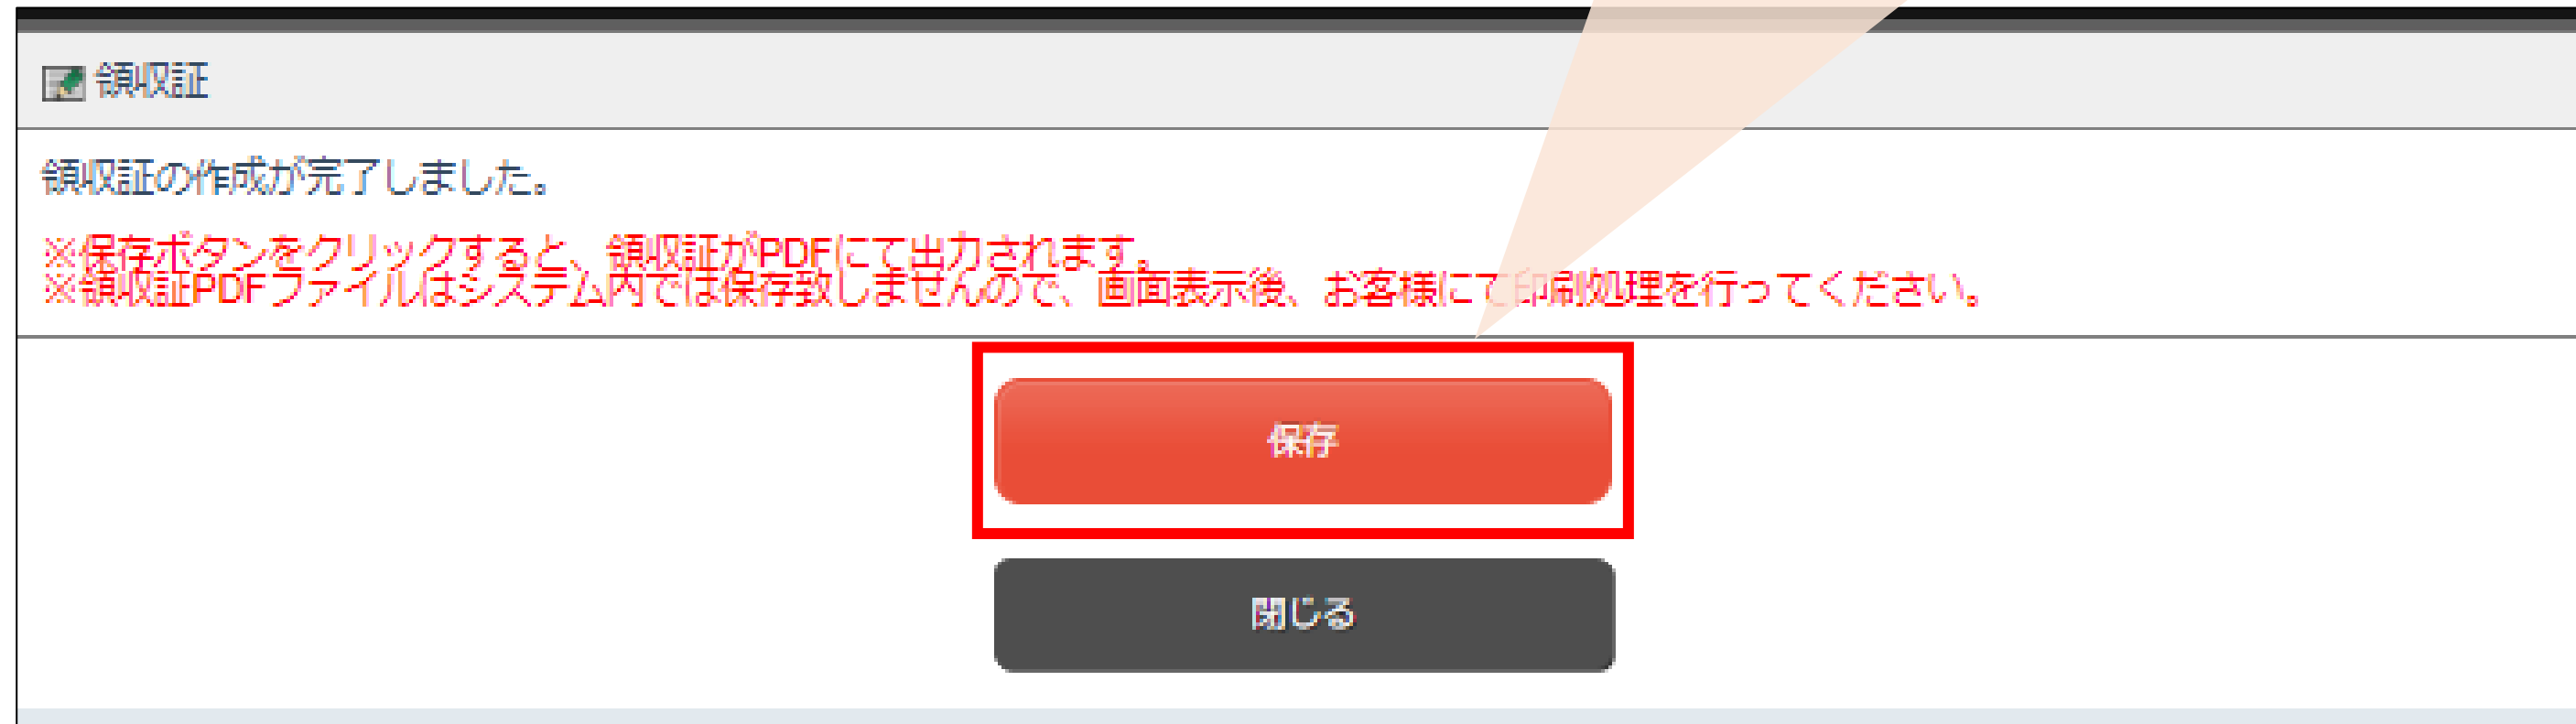 領収証
領収証の作成が完了しました。
※保存ボタンをクリックすると、領収証がPDFにて出力されます。
※領収証PDFファイルはシステム内では保存致しませんので、画面表示後、お客様にて印刷処理を行ってください。
保存
閉じる